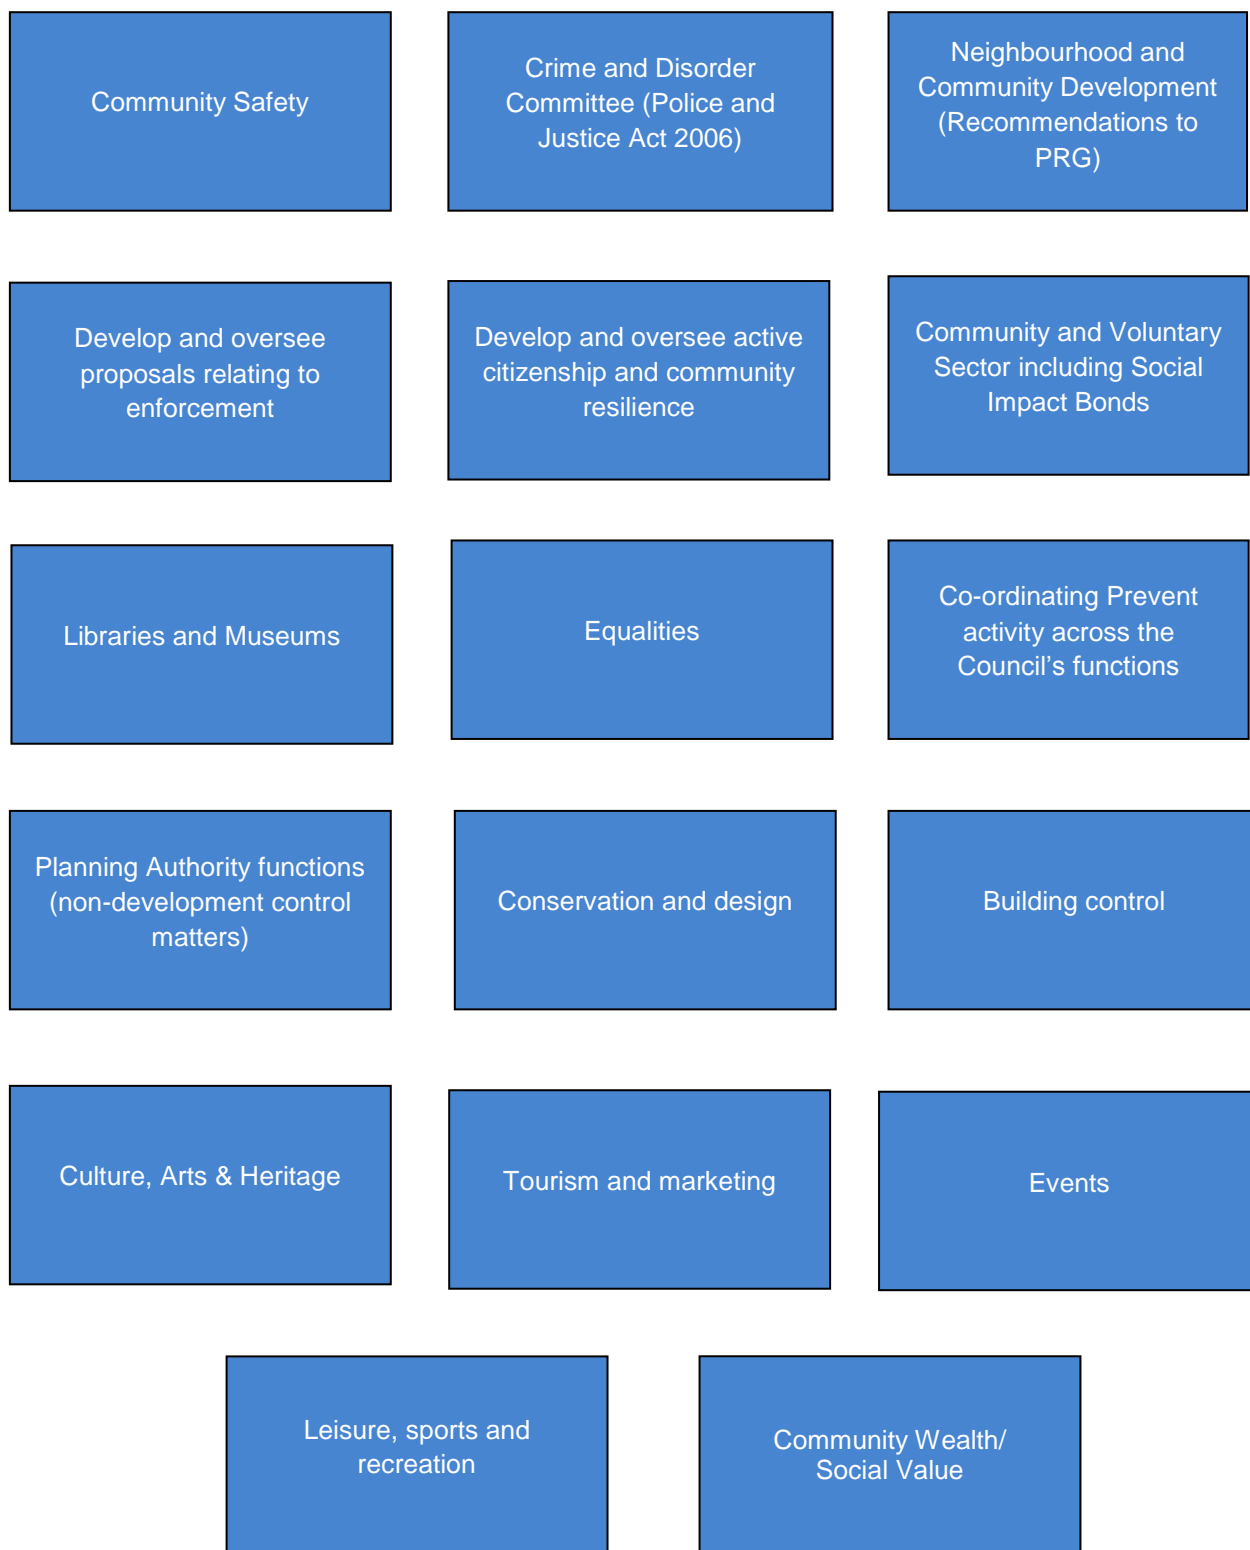 Community Safety
Crime and Disorder
Committee (Police and
Justice Act 2006)
Neighbourhood and
Community Development
(Recommendations to
PRG)
Develop and oversee
proposals relating to
enforcement
Develop and oversee active
citizenship and community
resilience
Community and Voluntary
Sector including Social
Impact Bonds
Libraries and Museums
Equalities
Co-ordinating Prevent
activity across the
Council’s functions
Planning Authority functions
(non-development control
matters)
Conservation and design
Building control
Culture, Arts & Heritage
Tourism and marketing
Events
Leisure, sports and
recreation
Community Wealth/
Social Value